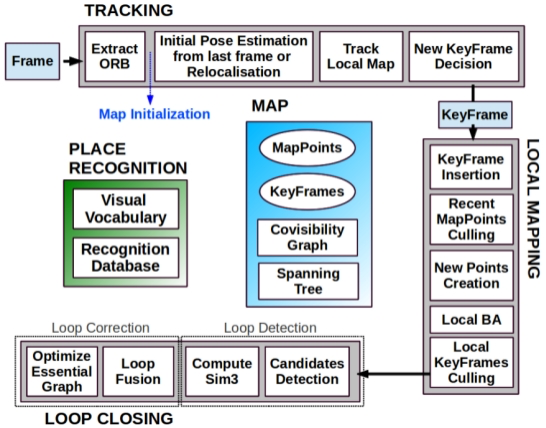 TRACKING
Frame
Extract
ORB
Initial Pose Estimation
from last frame or
Relocalisation
Track
Local Map
New KeyFrame
Decision
Map Initialization
KeyFrame
MAP
MapPoints
KeyFrames
Covisibility
Graph
Spanning
Tree
PLACE
RECOGNITION
Visual
Vocabulary
Recognition
Database
LOCAL MAPPING
KeyFrame
Insertion
Recent
MapPoints
Culling
New Points
Creation
Local BA
Local
KeyFrames
Culling
Loop Correction
Loop Detection
Optimize
Essential
Graph
Loop
Fusion
Compute
Sim3
Candidates
Detection
LOOP CLOSING